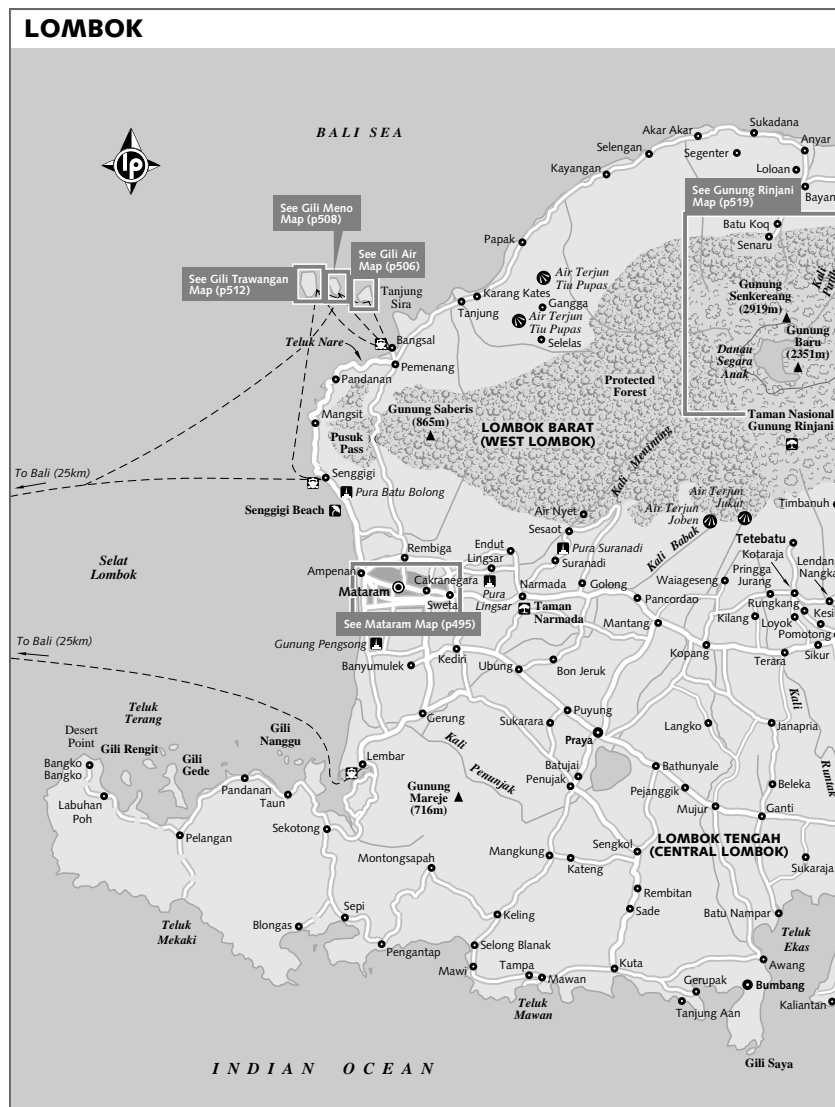 LOMBOK
BALI SEA
lp
Akar Akar
Sukadana
Anyar
Selengan
Segenter
Loloan
Kayangan
Bayan
See Gunung Rinjani
Map (p519)
See Gili Meno
Map (p508)
See Gili Air
Map (p506)
See Gili Trawangan
Map (p512)
Batu Koq
Senaru
Papak
Kali
Putih
Air Terjun
Tiu Pupas
Tanjung
Sira
Karang Kates
Tanjung
Gangga
Air Terjun
Tiu Pupas
Selelas
Gunung
Senkereang
(2919m)
Gunung
Baru
(2351m)
Danau
Segara
Anak
Bangsal
Teluk Nare
Pemenang
Pandanan
Protected
Forest
Mangsit
Gunung Saberis
(865m)
LOMBOK BARAT
(WEST LOMBOK)
Taman Nasional
Gunung Rinjani
Pusuk
Pass
Kali Meninting
To Bali (25km)
Senggigi
Pura Batu Bolong
Senggigi Beach
Air Nyet
Air Terjun
Jukut
Air Terjun
Joben
Timbanuh
Sesaot
Kali Babak
Pura Suranadi
Suranadi
Tetebatu
Kotaraja
Lendang
Nangka
Selat
Lombok
Rembiga
Endut
Lingsar
Ampenan
Cakranegara
Mataram
Sweta
Pura
Lingsar
Narmada
Golong
Waiageseng
Pringga
Jurang
Pancordao
Rungkang
Taman
Narmada
See Mataram Map (p495)
Mantang
Kilang
Loyok
Kesik
Pomotong
To Bali (25km)
Gunung Pengsong
Banyumulek
Kediri
Ubung
Bon Jeruk
Kopang
Terara
Sikur
Teluk
Terang
Desert
Point
Gili Rengit
Gili
Nanggu
Gili
Gede
Bangko
Bangko
Gerung
Sukarara
Puyung
Langko
Kali
Janapria
Praya
Kali
Penunjak
Lembar
Batujai
Penujak
Bathunyale
Runtak
Pandanan
Taun
Labuhan
Poh
Gunung
Mareje
(716m)
Pejanggik
Beleka
Mujur
Ganti
Pelangan
Sekotong
LOMBOK TENGAH
(CENTRAL LOMBOK)
Sengkol
Mangkung
Kateng
Montongsapah
Sukaraja
Rembitan
Sepi
Keling
Sade
Batu Nampar
Blongas
Teluk
Mekaki
Teluk
Ekas
Pengantap
Selong Blanak
Mawi
Tampa
Mawan
Kuta
Awang
Gerupak
Bumbang
Teluk
Mawan
Tanjung Aan
Kaliantan
Gili Saya
INDIAN OCEAN